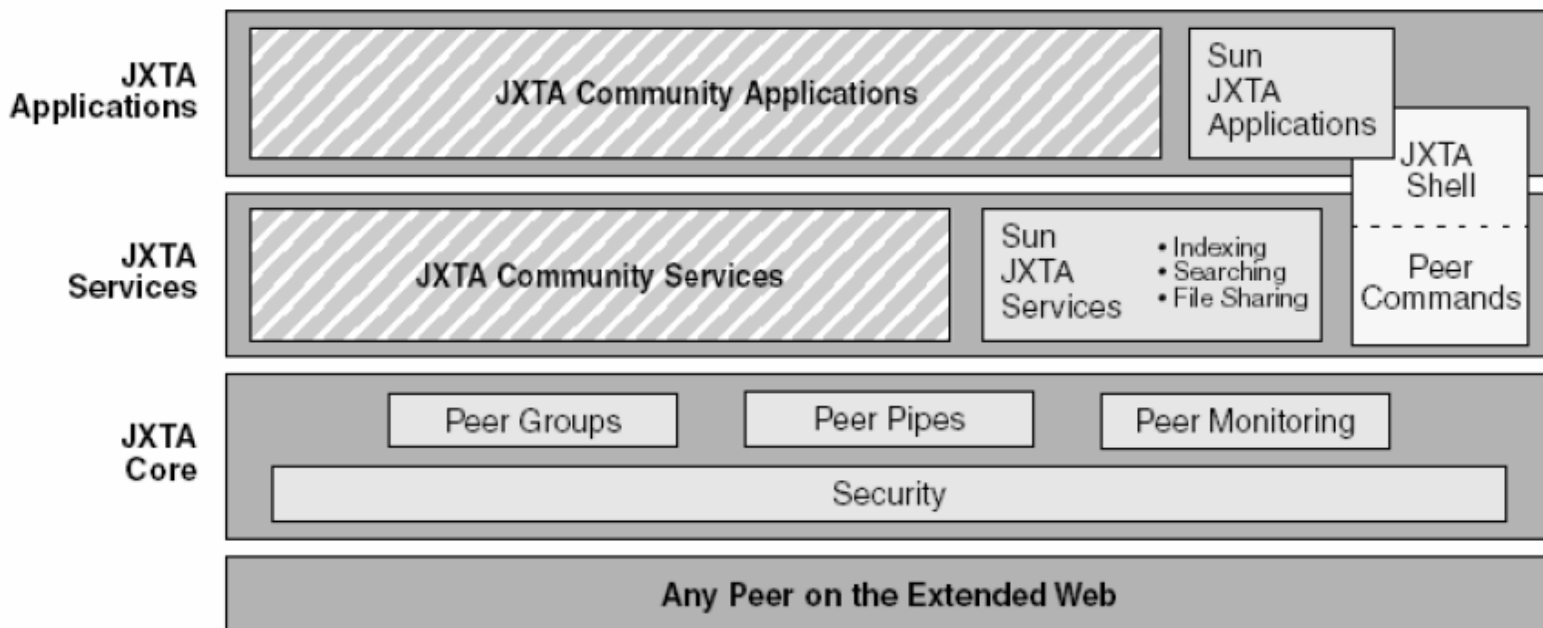 JXTA
Applications
JXTA Community Applications
Sun
JXTA
Applications
JXTA
Shell
JXTA
Services
JXTA Community Services
Sun
JXTA
Services
• Indexing
• Searching
• File Sharing
Peer
Commands
JXTA
Core
Peer Groups
Peer Pipes
Peer Monitoring
Security
Any Peer on the Extended Web